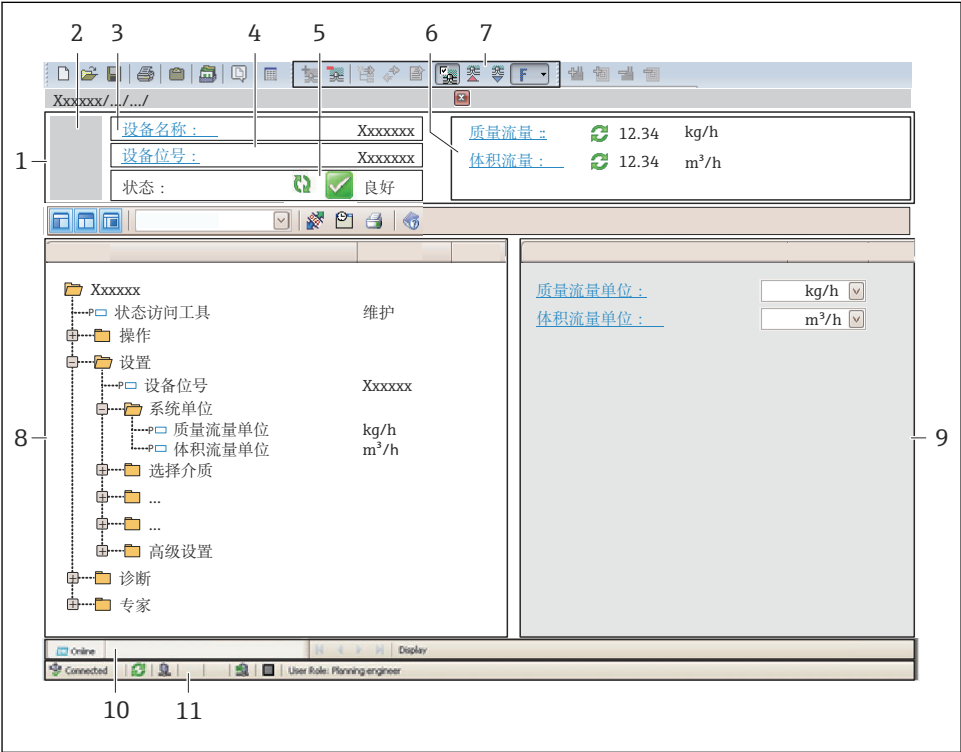 2 3 4 5 6 7
F
Xxxxxx/.../.../
1
设备名称： Xxxxxxx
设备位号： Xxxxxxx
状态： 良好
质量流量： 12.34 kg/h
体积流量： 12.34 m³/h
Xxxxxx
P 状态访问工具 维护
操作
设置
P 设备位号 Xxxxxx
系统单位
P 质量流量单位 kg/h
P 体积流量单位 m³/h
选择介质
...
...
高级设置
诊断
专家
8
质量流量单位： kg/h
体积流量单位： m³/h
9
Online Display
Connected User Role: Planning engineer
10 11